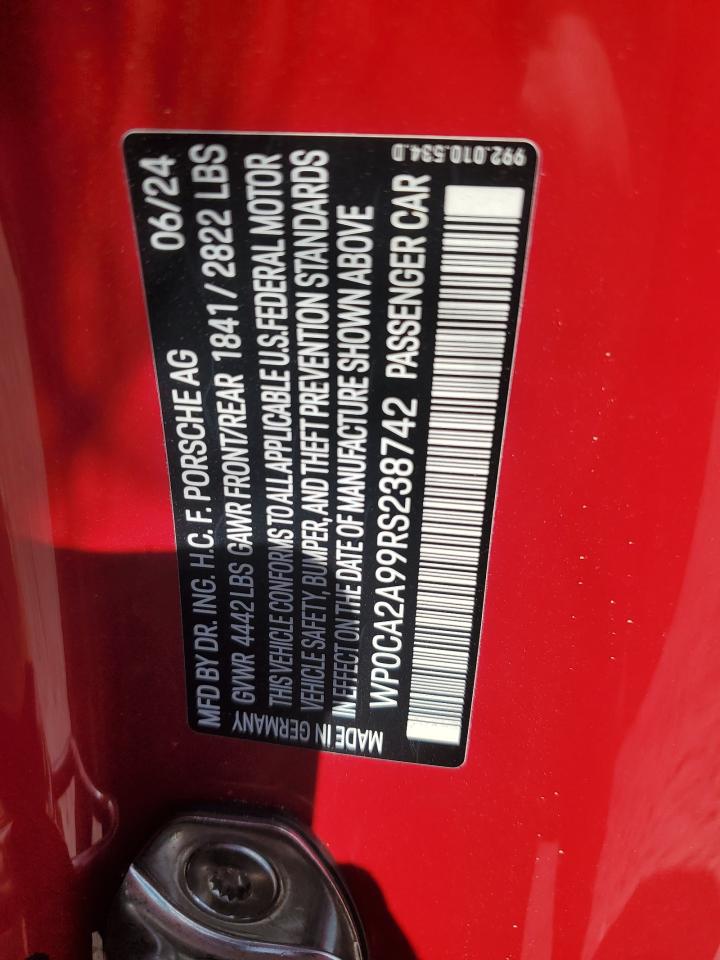 MFD BY DR. ING. H.C. F. PORSCHE AG 06/24
GVWR 4442 LBS GAWR FRONT/REAR 1841 / 2822 LBS
THIS VEHICLE CONFORMS TO ALL APPLICABLE U.S. FEDERAL MOTOR
VEHICLE SAFETY, BUMPER, AND THEFT PREVENTION STANDARDS
IN EFFECT ON THE DATE OF MANUFACTURE SHOWN ABOVE
MADE IN GERMANY WP0CA2A99RS238742 PASSENGER CAR
992.010.534.D